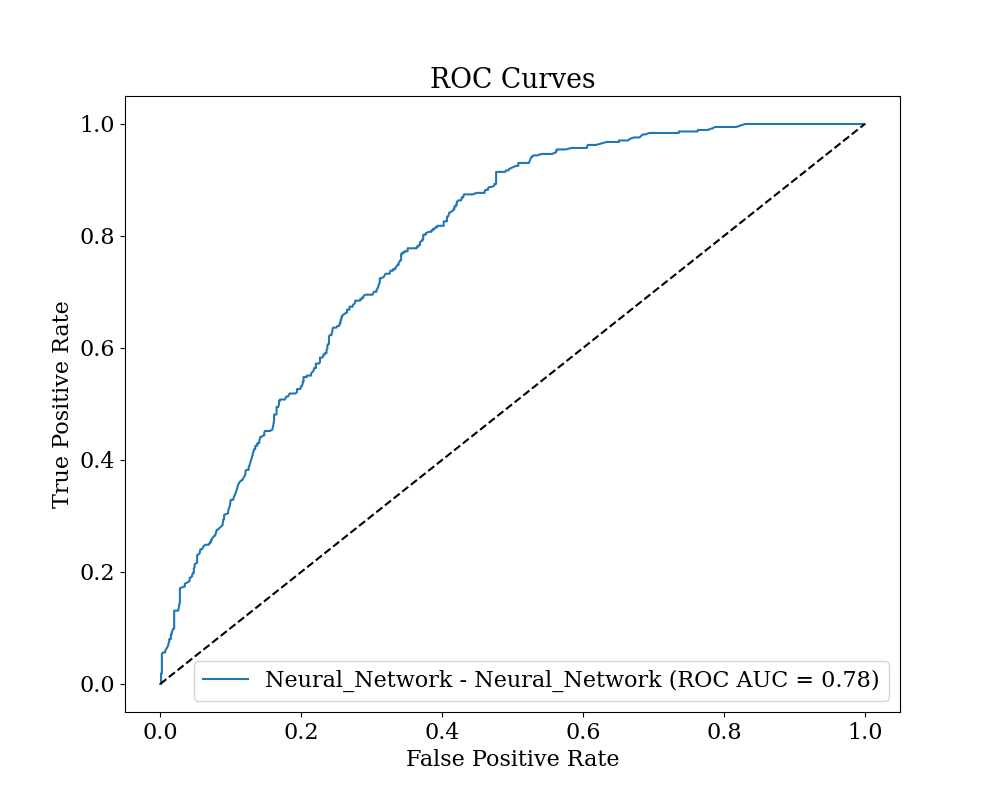 ROC Curves
1.0
0.8
0.6
0.4
0.2
0.0
True Positive Rate
Neural_Network - Neural_Network (ROC AUC = 0.78)
0.0 0.2 0.4 0.6 0.8 1.0
False Positive Rate